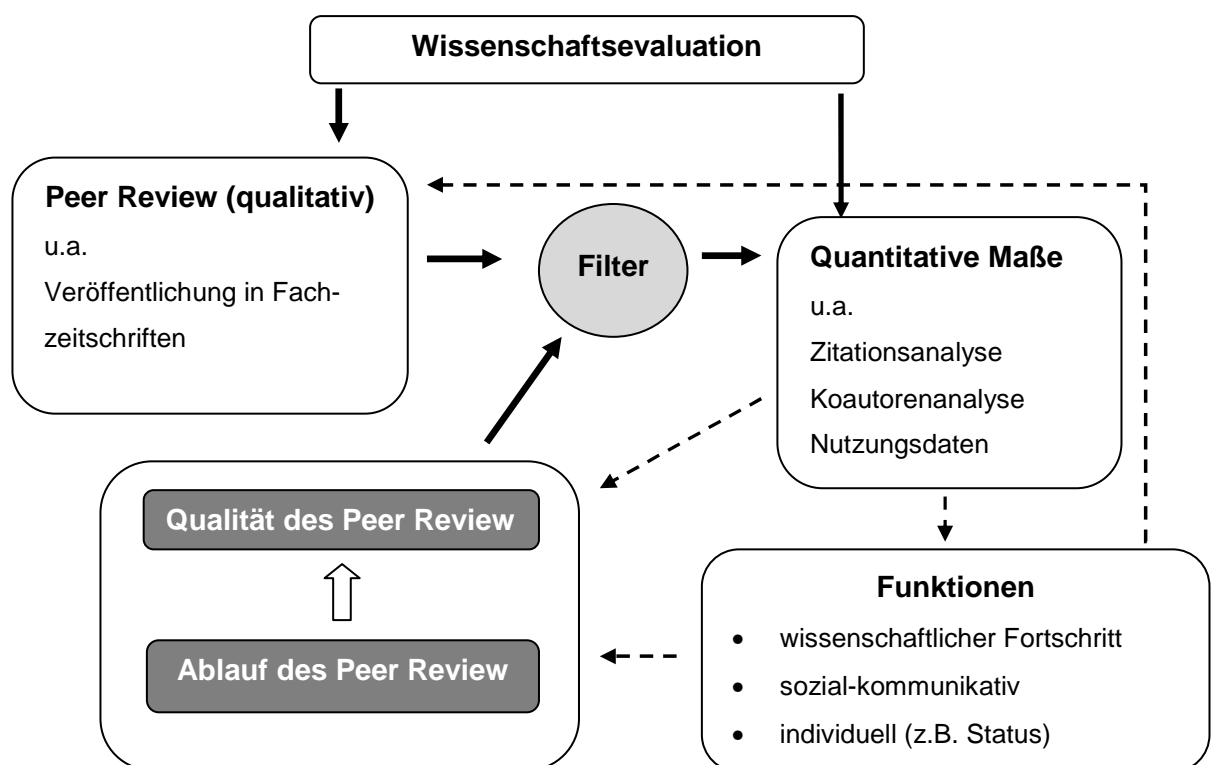 Wissenschaftsevaluation
Peer Review (qualitativ)
u.a.
Veröffentlichung in Fach-
zeitschriften
Filter
Quantitative Maße
u.a.
Zitationsanalyse
Koautorenanalyse
Nutzungsdaten
Qualität des Peer Review
Ablauf des Peer Review
Funktionen
• wissenschaftlicher Fortschritt
• sozial-kommunikativ
• individuell (z.B. Status)